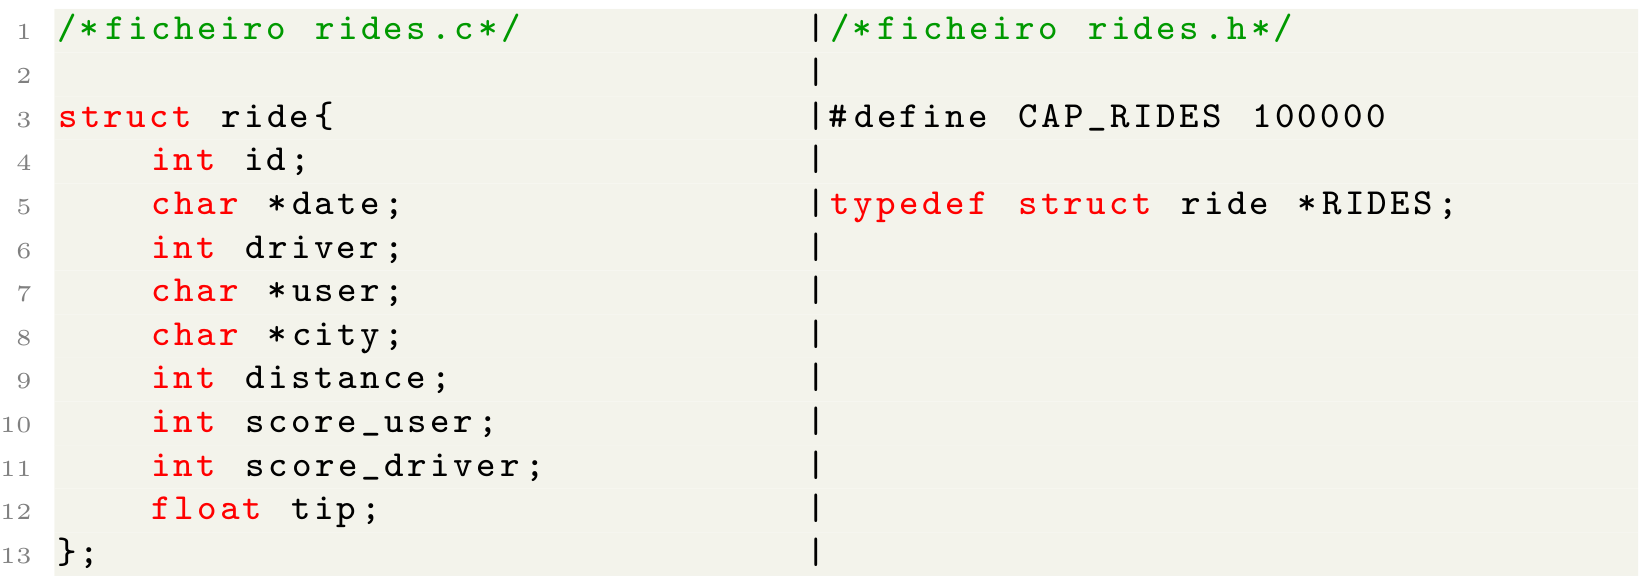 1 /*ficheiro rides.c*/ |/*ficheiro rides.h*/
2 |
3 struct ride{ |#define CAP_RIDES 100000
4 int id; |
5 char *date; |typedef struct ride *RIDES;
6 int driver; |
7 char *user; |
8 char *city; |
9 int distance; |
10 int score_user; |
11 int score_driver; |
12 float tip; |
13 }; |